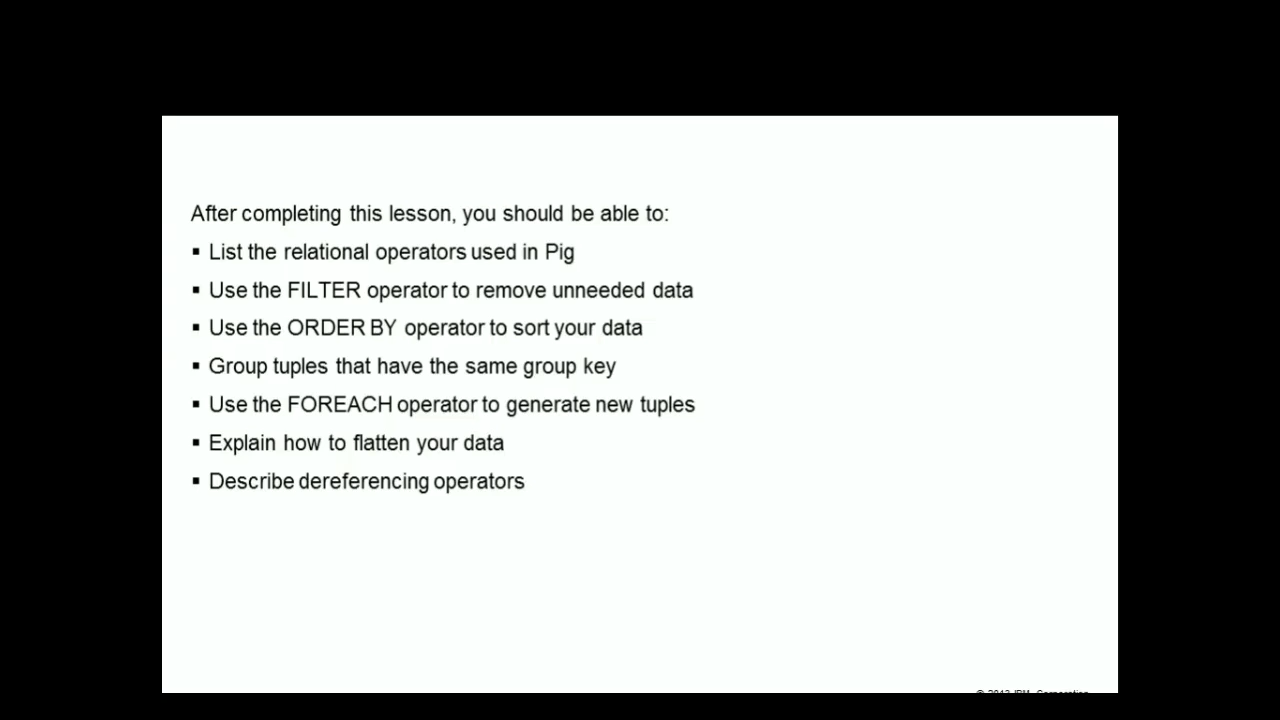 After completing this lesson, you should be able to:
▪ List the relational operators used in Pig
▪ Use the FILTER operator to remove unneeded data
▪ Use the ORDER BY operator to sort your data
▪ Group tuples that have the same group key
▪ Use the FOREACH operator to generate new tuples
▪ Explain how to flatten your data
▪ Describe dereferencing operators